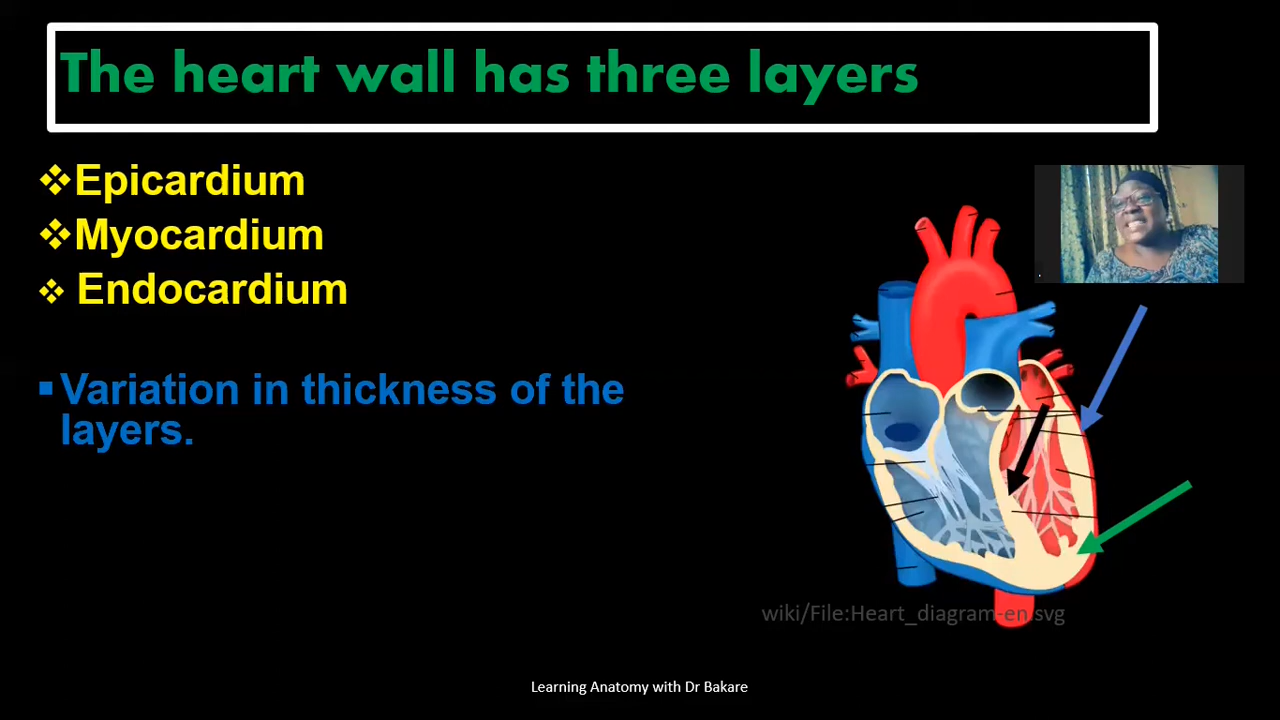 The heart wall has three layers
Epicardium
Myocardium
Endocardium
Variation in thickness of the
layers.
wiki/File:Heart_diagram-en.svg
Learning Anatomy with Dr Bakare